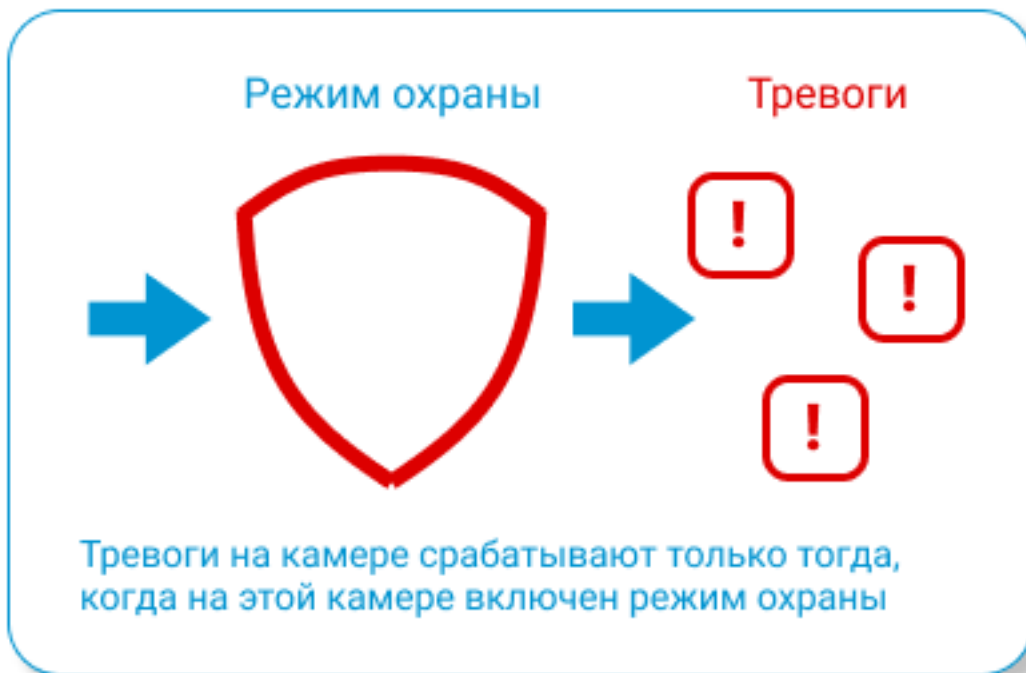 Режим охраны
Тревоги
!
!
!
Тревоги на камере срабатывают только тогда,
когда на этой камере включен режим охраны